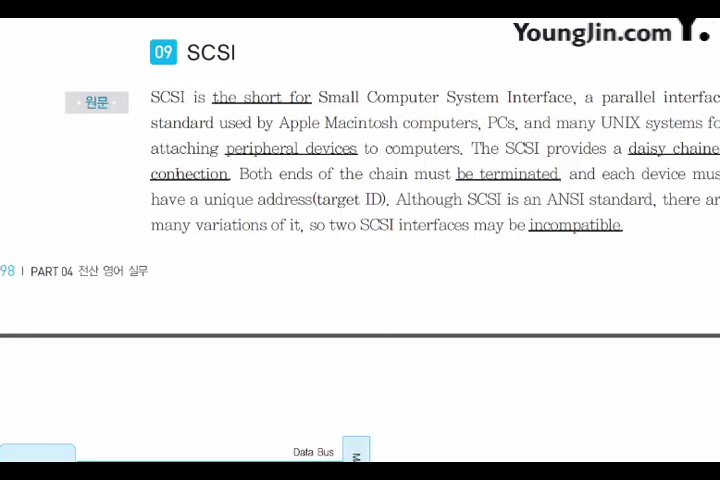 YoungJin.com Y.
09 SCSI
원문
SCSI is the short for Small Computer System Interface, a parallel interfac
standard used by Apple Macintosh computers, PCs, and many UNIX systems fo
attaching peripheral devices to computers. The SCSI provides a daisy chaine
connection. Both ends of the chain must be terminated, and each device mus
have a unique address(target ID). Although SCSI is an ANSI standard, there ar
many variations of it, so two SCSI interfaces may be incompatible.
98 | PART 04 전산 영어 실무
Data Bus
M